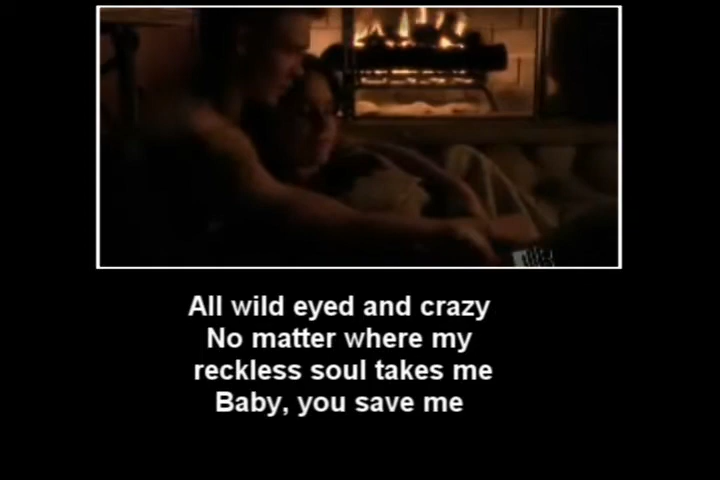 All wild eyed and crazy
No matter where my
reckless soul takes me
Baby, you save me